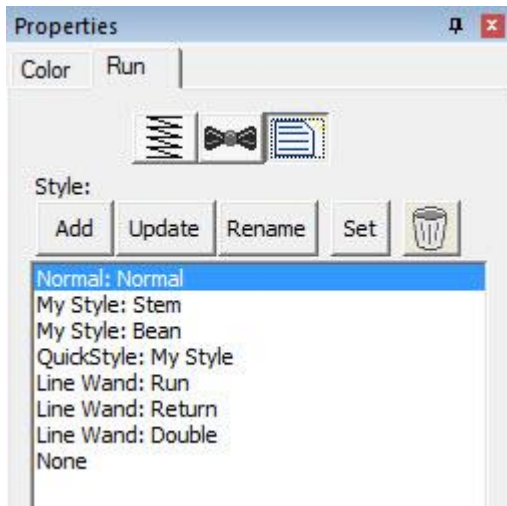 Properties
Color Run
Style:
Add Update Rename Set
Normal: Normal
My Style: Stem
My Style: Bean
QuickStyle: My Style
Line Wand: Run
Line Wand: Return
Line Wand: Double
None